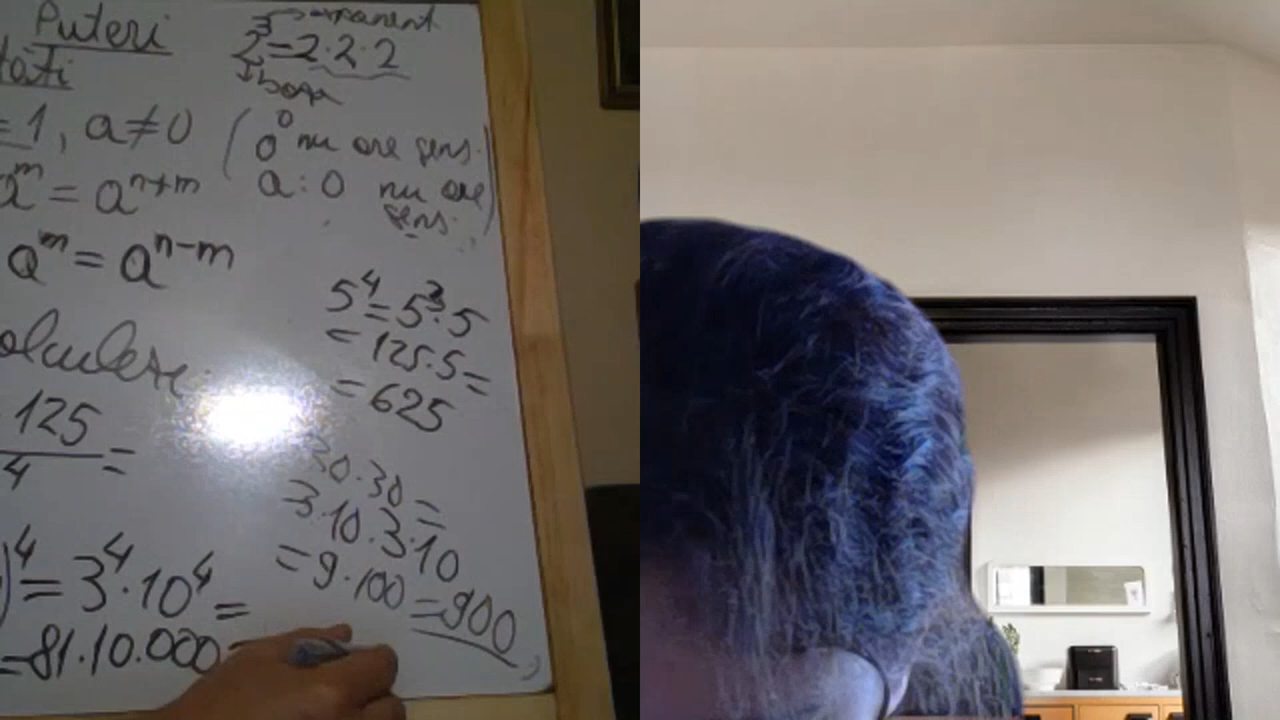 Puteri
2³ = 2·2·2
exponent
baza
= 1, a ≠ 0
(0⁰ nu are sens.
a : 0 nu are sens.)
aᵐ = aⁿ⁺ᵐ
aᵐ = aⁿ⁻ᵐ
5⁴ = 5³·5
= 125·5 =
= 625
125
4
=
30·30 =
3·10·3·10
= 9·100 = 900
)⁴ = 3⁴·10⁴ =
= 81·10.000 =